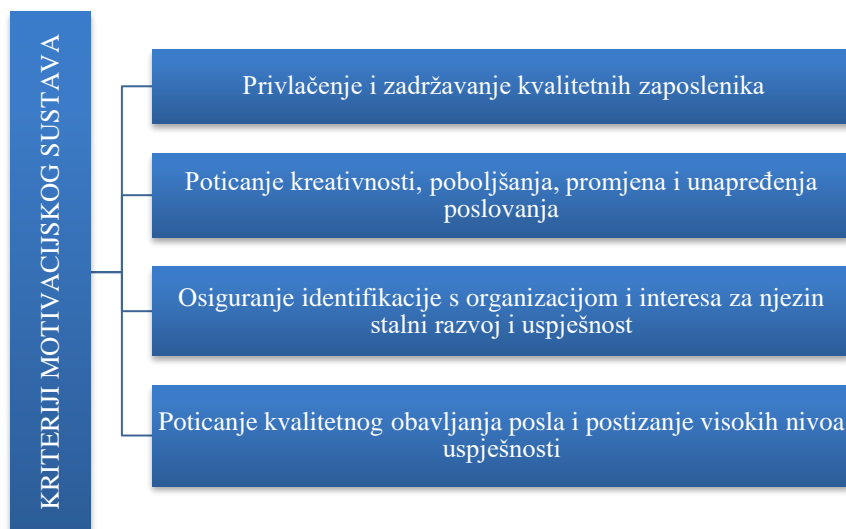 KRITERIJI MOTIVACIJSKOG SUSTAVA
Privlačenje i zadržavanje kvalitetnih zaposlenika
Poticanje kreativnosti, poboljšanja, promjena i unapređenja
poslovanja
Osiguranje identifikacije s organizacijom i interesa za njezin
stalni razvoj i uspješnost
Poticanje kvalitetnog obavljanja posla i postizanje visokih nivoa
uspješnosti